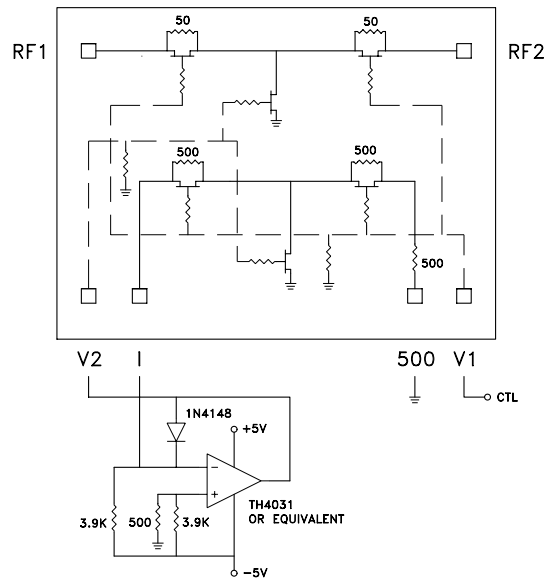 50
50
RF1
RF2
500
500
500
V2
I
500
V1
CTL
1N4148
+5V
−
+
TH4031
OR EQUIVALENT
3.9K
500
3.9K
−5V